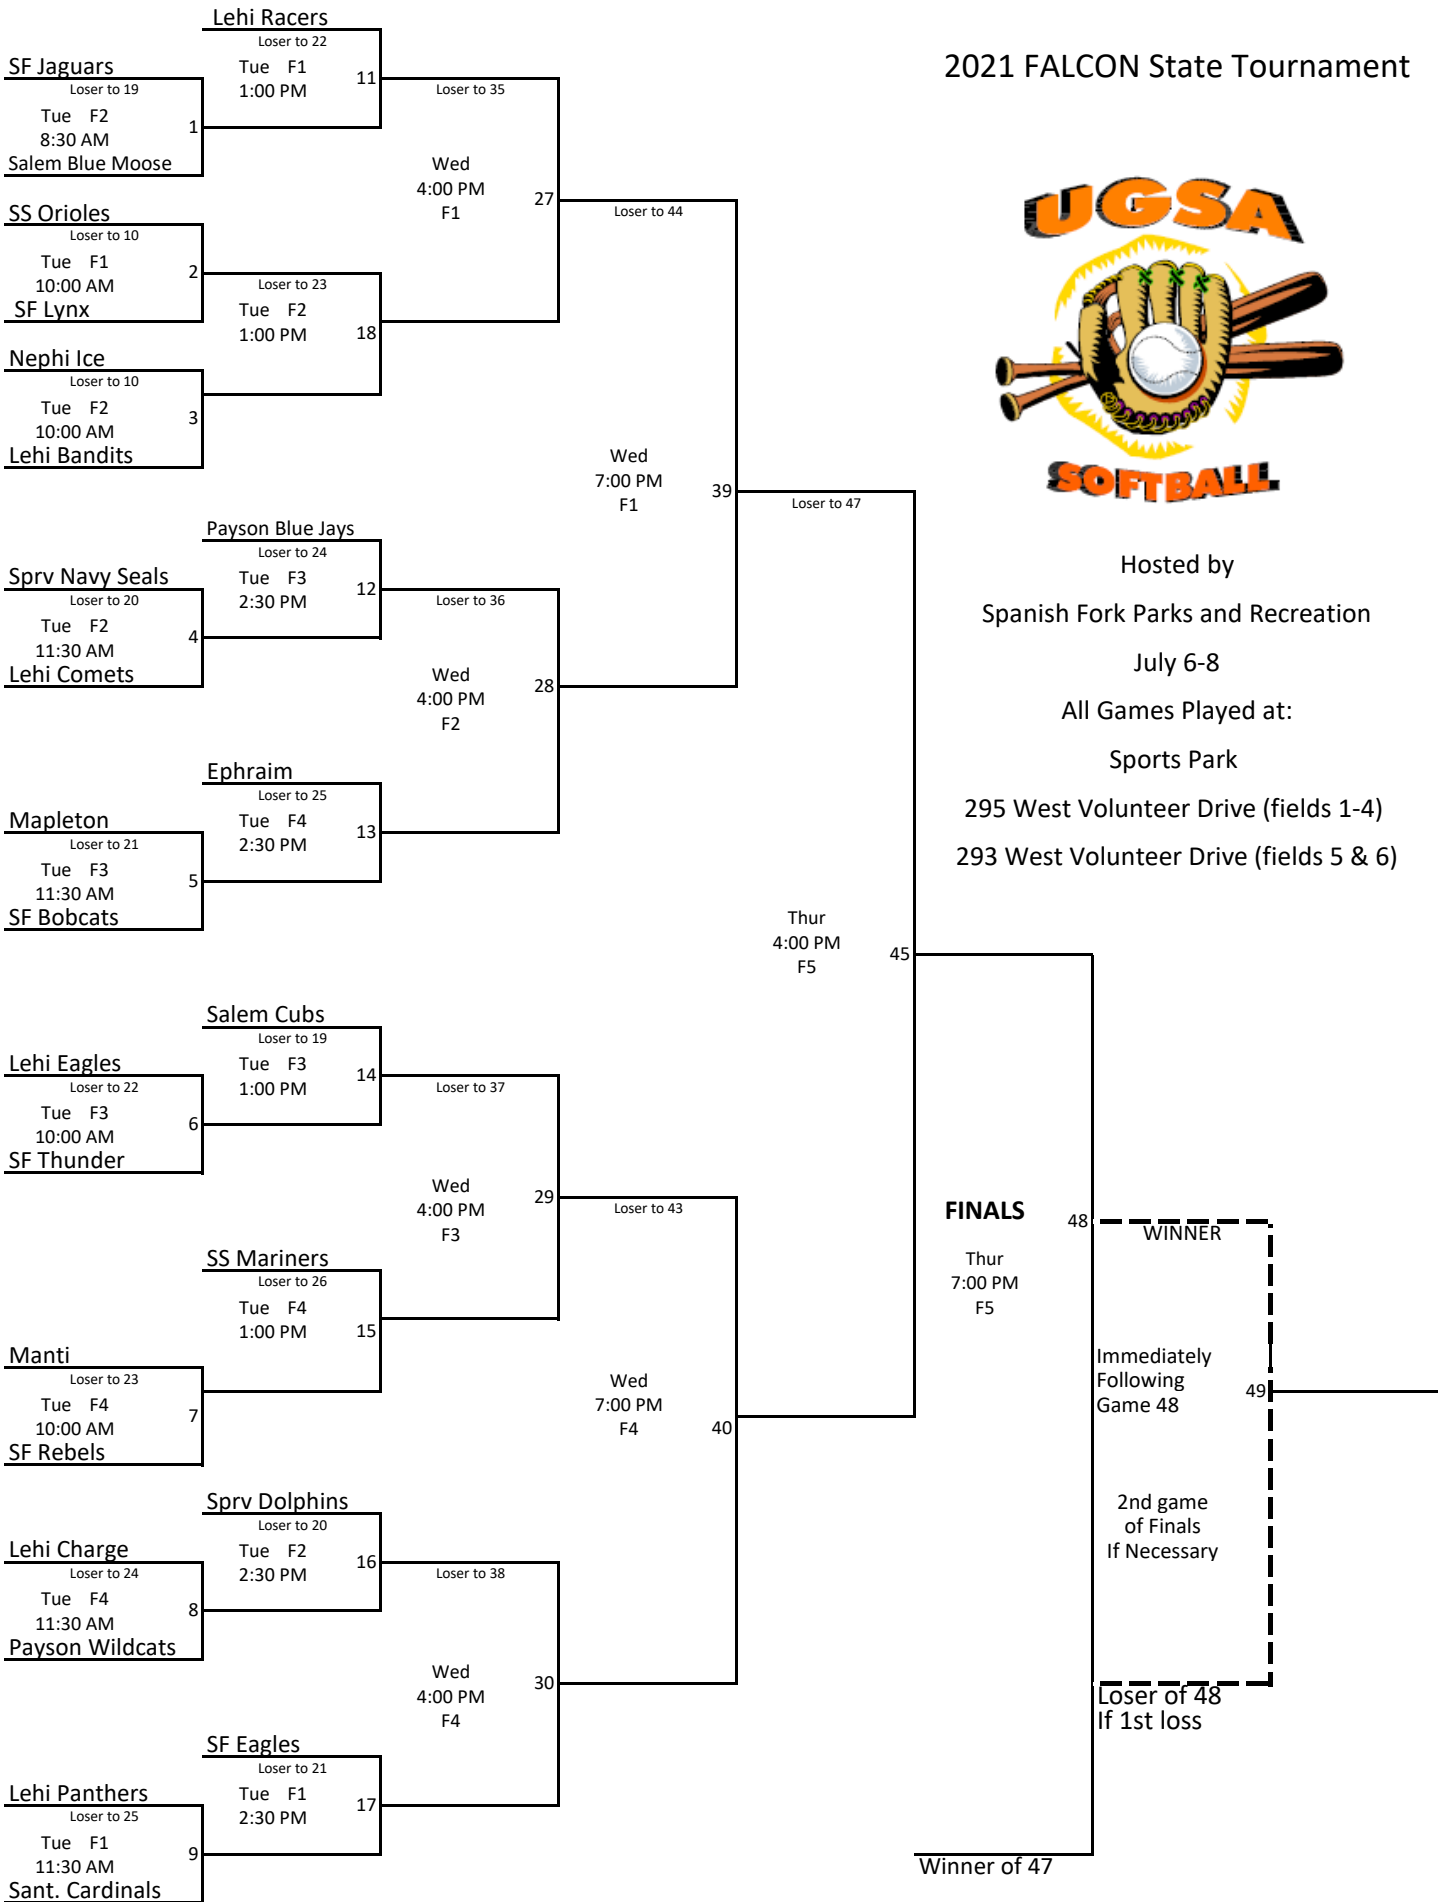 2021 FALCON State Tournament
UGSA
SOFTBALL
Hosted by
Spanish Fork Parks and Recreation
July 6-8
All Games Played at:
Sports Park
295 West Volunteer Drive (fields 1-4)
293 West Volunteer Drive (fields 5 & 6)
Lehi Racers
Loser to 22
Tue F1
1:00 PM
11
SF Jaguars
Loser to 19
Tue F2
8:30 AM
1
Salem Blue Moose
Loser to 35
Wed
4:00 PM
F1
27
SS Orioles
Loser to 10
Tue F1
10:00 AM
2
SF Lynx
Loser to 23
Tue F2
1:00 PM
18
Nephi Ice
Loser to 10
Tue F2
10:00 AM
3
Lehi Bandits
Loser to 44
Wed
7:00 PM
F1
39
Payson Blue Jays
Loser to 24
Tue F3
2:30 PM
12
Sprv Navy Seals
Loser to 20
Tue F2
11:30 AM
4
Lehi Comets
Loser to 36
Wed
4:00 PM
F2
28
Ephraim
Loser to 25
Tue F4
2:30 PM
13
Mapleton
Loser to 21
Tue F3
11:30 AM
5
SF Bobcats
Loser to 47
Thur
4:00 PM
F5
45
Salem Cubs
Loser to 19
Tue F3
1:00 PM
14
Lehi Eagles
Loser to 22
Tue F3
10:00 AM
6
SF Thunder
Loser to 37
Wed
4:00 PM
F3
29
SS Mariners
Loser to 26
Tue F4
1:00 PM
15
Manti
Loser to 23
Tue F4
10:00 AM
7
SF Rebels
Loser to 43
Wed
7:00 PM
F4
40
Sprv Dolphins
Loser to 20
Tue F2
2:30 PM
16
Lehi Charge
Loser to 24
Tue F4
11:30 AM
8
Payson Wildcats
Loser to 38
Wed
4:00 PM
F4
30
SF Eagles
Loser to 21
Tue F1
2:30 PM
17
Lehi Panthers
Loser to 25
Tue F1
11:30 AM
9
Sant. Cardinals
FINALS
48
Thur
7:00 PM
F5
WINNER
Immediately
Following
Game 48
49
2nd game
of Finals
If Necessary
Loser of 48
If 1st loss
Winner of 47